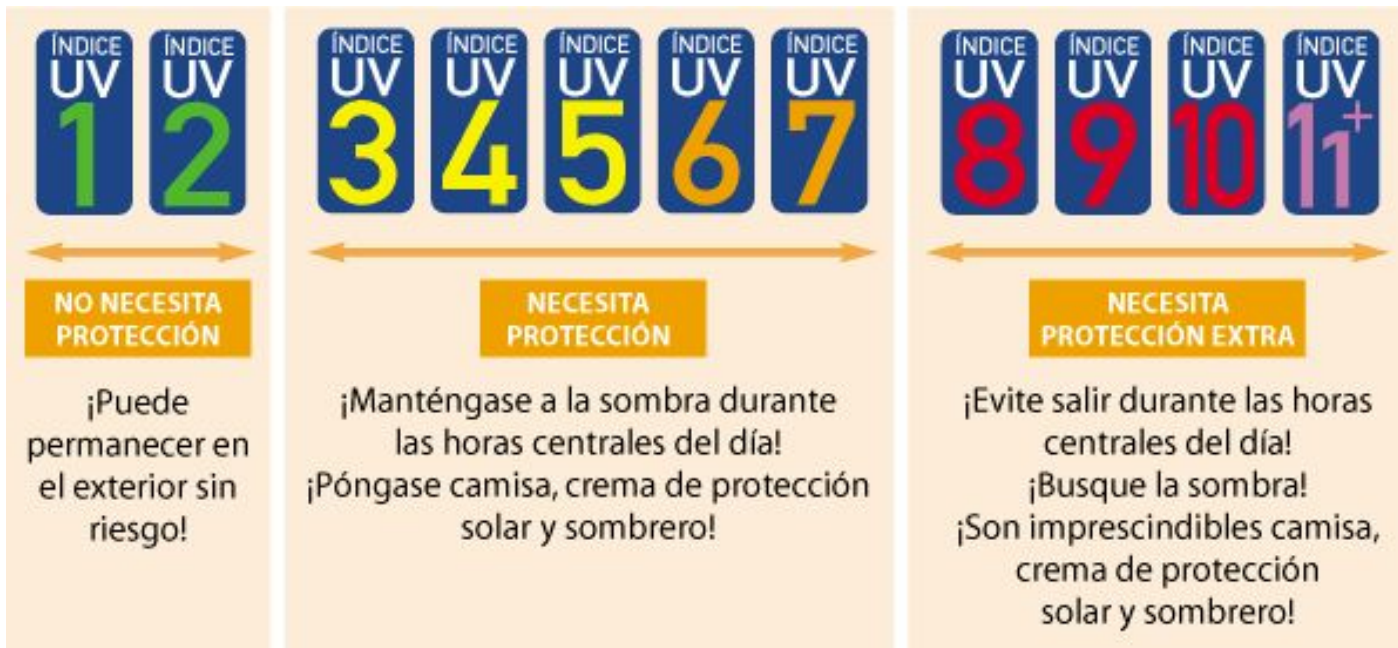 ÍNDICE
UV
1
ÍNDICE
UV
2
NO NECESITA
PROTECCIÓN
¡Puede
permanecer en
el exterior sin
riesgo!
ÍNDICE
UV
3
ÍNDICE
UV
4
ÍNDICE
UV
5
ÍNDICE
UV
6
ÍNDICE
UV
7
NECESITA
PROTECCIÓN
¡Manténgase a la sombra durante
las horas centrales del día!
¡Póngase camisa, crema de protección
solar y sombrero!
ÍNDICE
UV
8
ÍNDICE
UV
9
ÍNDICE
UV
10
ÍNDICE
UV
11+
NECESITA
PROTECCIÓN EXTRA
¡Evite salir durante las horas
centrales del día!
¡Busque la sombra!
¡Son imprescindibles camisa,
crema de protección
solar y sombrero!